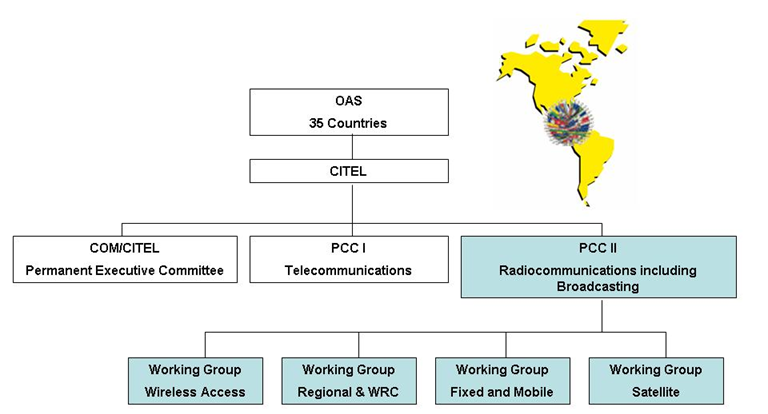 OAS
35 Countries
CITEL
COM/CITEL
Permanent Executive Committee
PCC I
Telecommunications
PCC II
Radiocommunications including
Broadcasting
Working Group
Wireless Access
Working Group
Regional & WRC
Working Group
Fixed and Mobile
Working Group
Satellite